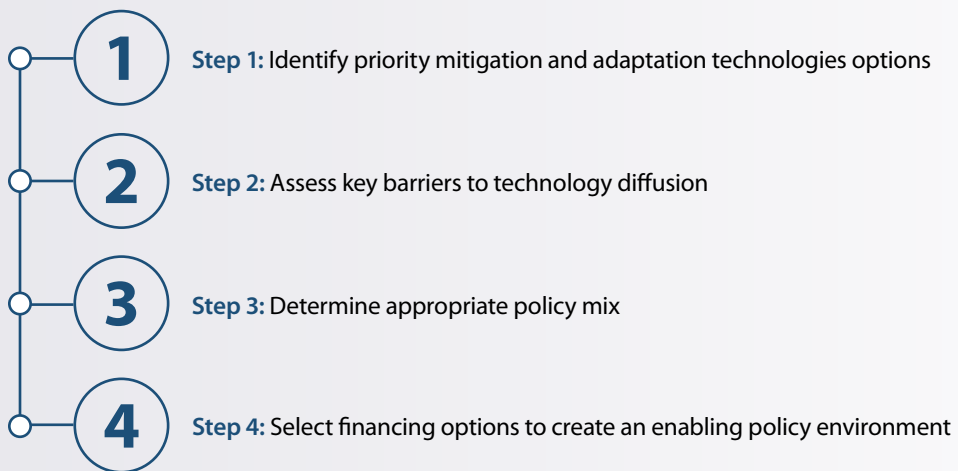 1
Step 1: Identify priority mitigation and adaptation technologies options
2
Step 2: Assess key barriers to technology diffusion
3
Step 3: Determine appropriate policy mix
4
Step 4: Select financing options to create an enabling policy environment